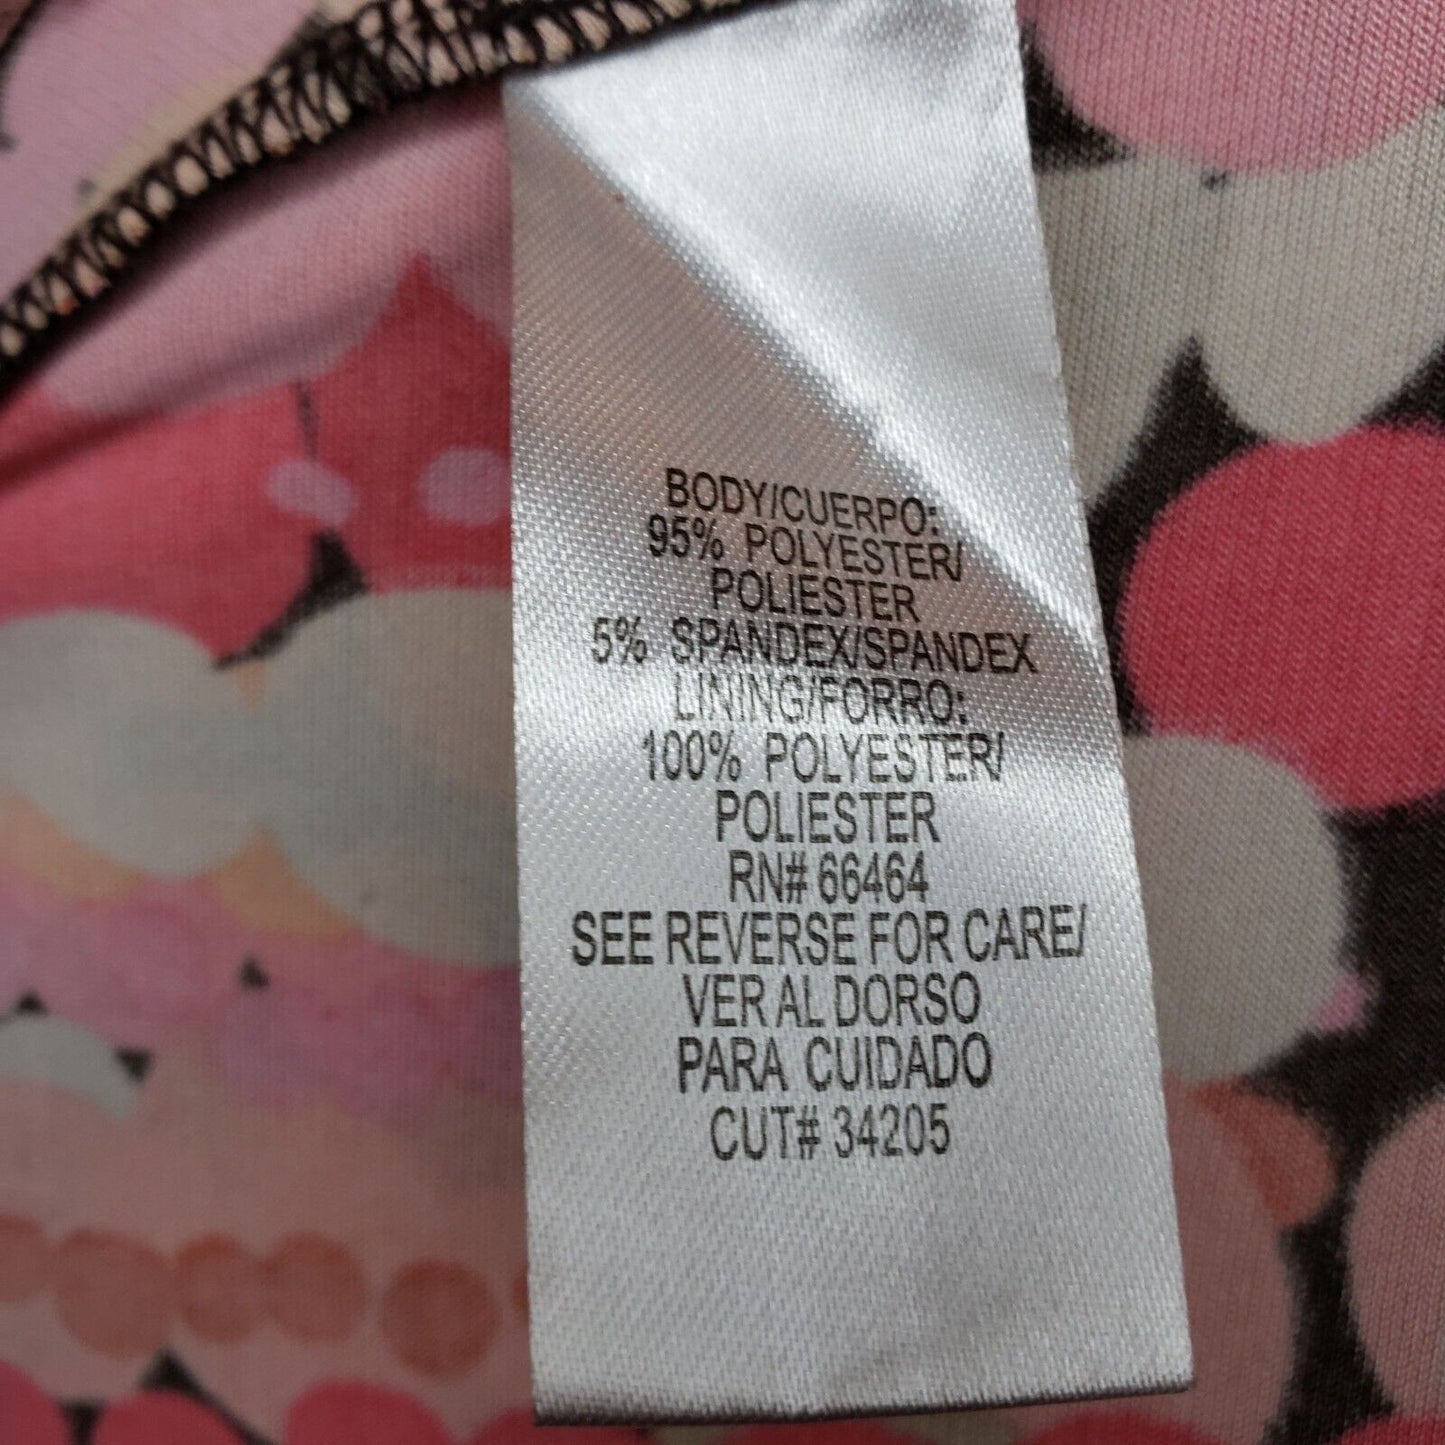 BODY/CUERPO:
95% POLYESTER/
POLIESTER
5% SPANDEX/SPANDEX
LINING/FORRO:
100% POLYESTER/
POLIESTER
RN# 66464
SEE REVERSE FOR CARE/
VER AL DORSO
PARA CUIDADO
CUT# 34205